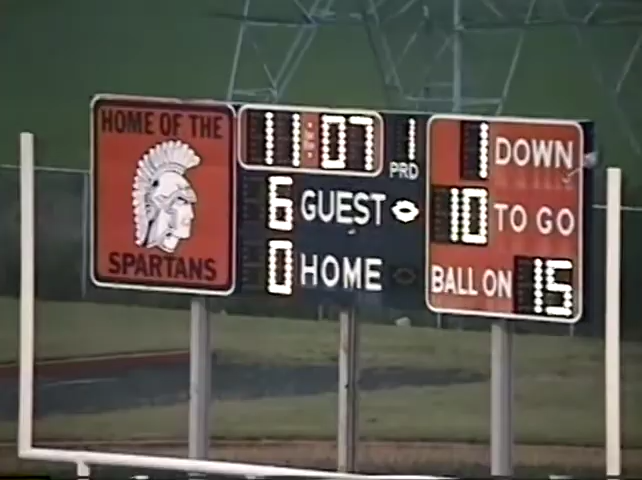 HOME OF THE
SPARTANS
11:07 1
PRD
6 GUEST
0 HOME
1 DOWN
10 TO GO
BALL ON 15